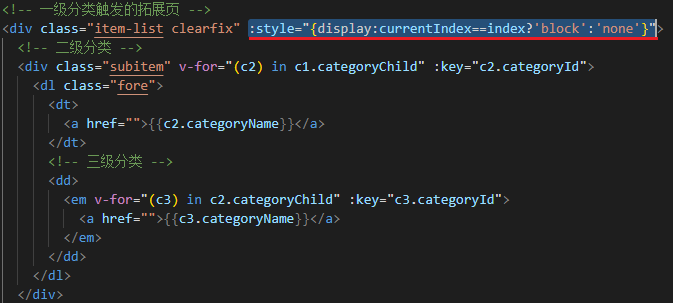 <!-- 一级分类触发的拓展页 -->
<div class="item-list clearfix" :style="{display:currentIndex==index?'block':'none'}">
<!-- 二级分类 -->
<div class="subitem" v-for="(c2) in c1.categoryChild" :key="c2.categoryId">
<dl class="fore">
<dt>
<a href="">{{c2.categoryName}}</a>
</dt>
<!-- 三级分类 -->
<dd>
<em v-for="(c3) in c2.categoryChild" :key="c3.categoryId">
<a href="">{{c3.categoryName}}</a>
</em>
</dd>
</dl>
</div>